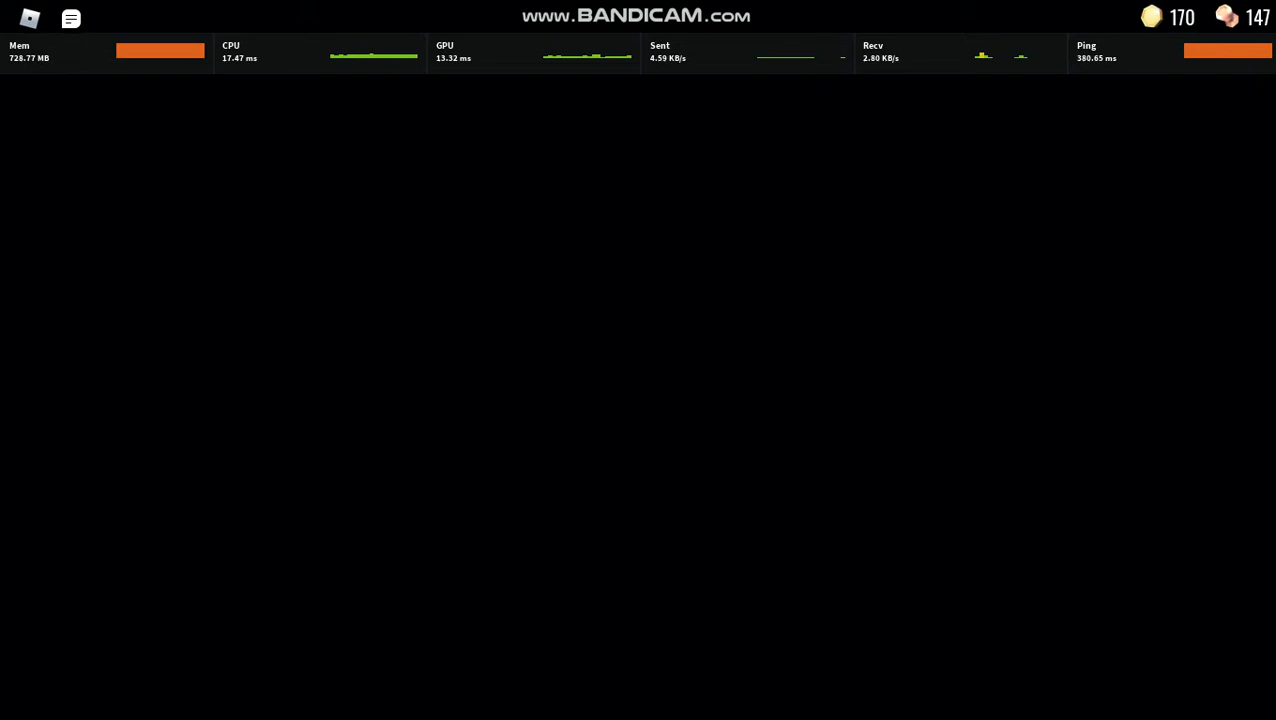 www.BANDICAM.com
170
147
Mem
728.77 MB
CPU
17.47 ms
GPU
13.32 ms
Sent
4.59 KB/s
Recv
2.80 KB/s
Ping
380.65 ms